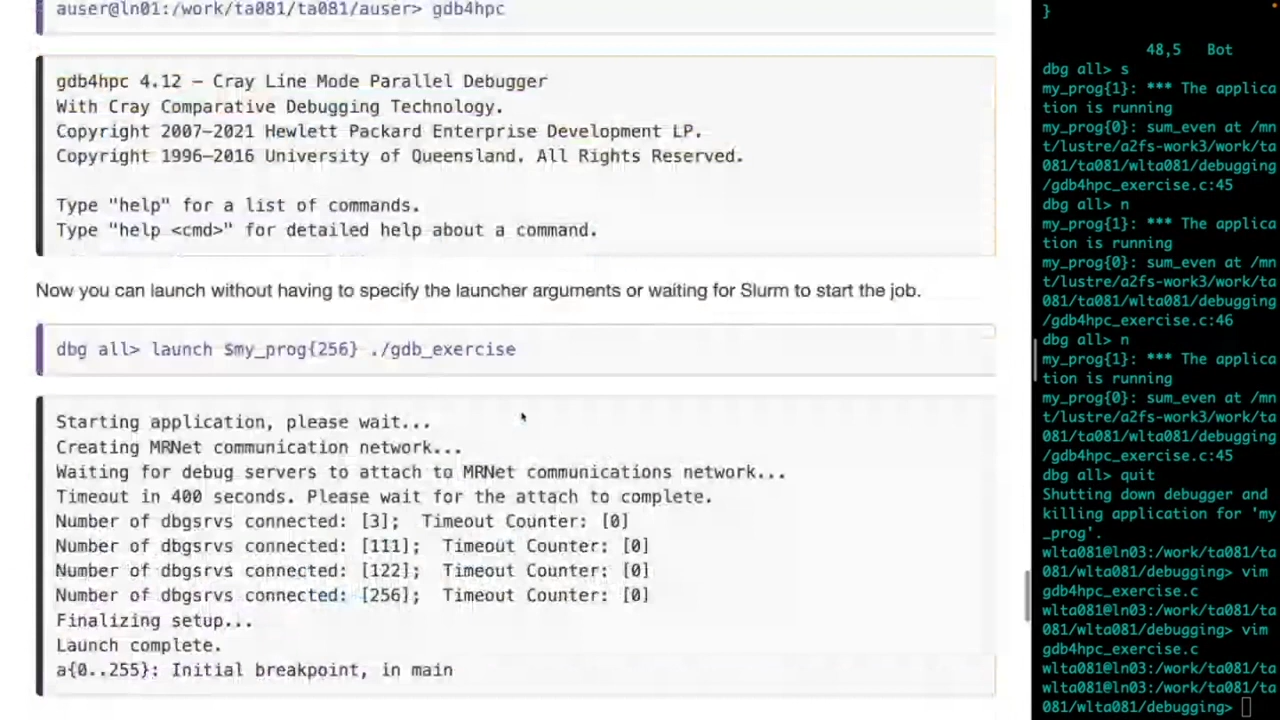 auser@ln01:/work/ta081/ta081/auser> gdb4hpc
gdb4hpc 4.12 – Cray Line Mode Parallel Debugger
With Cray Comparative Debugging Technology.
Copyright 2007–2021 Hewlett Packard Enterprise Development LP.
Copyright 1996–2016 University of Queensland. All Rights Reserved.
Type "help" for a list of commands.
Type "help <cmd>" for detailed help about a command.
Now you can launch without having to specify the launcher arguments or waiting for Slurm to start the job.
dbg all> launch $my_prog{256} ./gdb_exercise
Starting application, please wait...
Creating MRNet communication network...
Waiting for debug servers to attach to MRNet communications network...
Timeout in 400 seconds. Please wait for the attach to complete.
Number of dbgsrvs connected: [3];  Timeout Counter: [0]
Number of dbgsrvs connected: [111];  Timeout Counter: [0]
Number of dbgsrvs connected: [122];  Timeout Counter: [0]
Number of dbgsrvs connected: [256];  Timeout Counter: [0]
Finalizing setup...
Launch complete.
a{0..255}: Initial breakpoint, in main
}
48,5   Bot
dbg all> s
my_prog{1}: *** The applica
tion is running
my_prog{0}: sum_even at /mn
t/lustre/a2fs-work3/work/ta
081/ta081/wlta081/debugging
/gdb4hpc_exercise.c:45
dbg all> n
my_prog{1}: *** The applica
tion is running
my_prog{0}: sum_even at /mn
t/lustre/a2fs-work3/work/ta
081/ta081/wlta081/debugging
/gdb4hpc_exercise.c:46
dbg all> n
my_prog{1}: *** The applica
tion is running
my_prog{0}: sum_even at /mn
t/lustre/a2fs-work3/work/ta
081/ta081/wlta081/debugging
/gdb4hpc_exercise.c:45
dbg all> quit
Shutting down debugger and
killing application for 'my
_prog'.
wlta081@ln03:/work/ta081/ta
081/wlta081/debugging> vim
gdb4hpc_exercise.c
wlta081@ln03:/work/ta081/ta
081/wlta081/debugging> vim
gdb4hpc_exercise.c
wlta081@ln03:/work/ta081/ta
wlta081@ln03:/work/ta081/ta
081/wlta081/debugging>